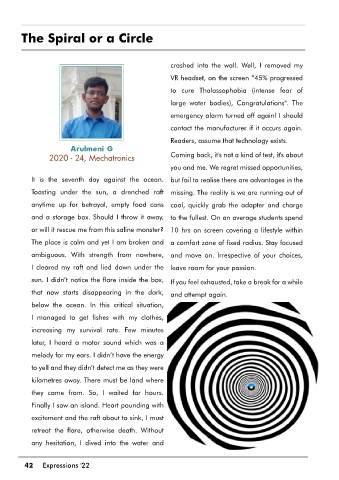 The Spiral or a Circle
Arulmeni G
2020 - 24, Mechatronics
It is the seventh day against the ocean.
Toasting under the sun, a drenched raft
anytime up for betrayal, empty food cans
and a storage box. Should I throw it away,
or will it rescue me from this saline monster?
The place is calm and yet I am broken and
ambiguous. With strength from nowhere,
I cleared my raft and lied down under the
sun. I didn't notice the flare inside the box,
that now starts disappearing in the dark,
below the ocean. In this critical situation,
I managed to get fishes with my clothes,
increasing my survival rate. Few minutes
later, I heard a motor sound which was a
melody for my ears. I didn't have the energy
to yell and they didn't detect me as they were
kilometres away. There must be land where
they came from. So, I waited for hours.
Finally I saw an island. Heart pounding with
excitement and the raft about to sink, I must
retreat the flare, otherwise death. Without
any hesitation, I dived into the water and
crashed into the wall. Well, I removed my
VR headset, on the screen "45% progressed
to cure Thalassophobia (intense fear of
large water bodies), Congratulations". The
emergency alarm turned off again! I should
contact the manufacturer if it occurs again.
Readers, assume that technology exists.
Coming back, it's not a kind of test, it's about
you and me. We regret missed opportunities,
but fail to realise there are advantages in the
missing. The reality is we are running out of
coal, quickly grab the adapter and charge
to the fullest. On an average students spend
10 hrs on screen covering a lifestyle within
a comfort zone of fixed radius. Stay focused
and move on. Irrespective of your choices,
leave room for your passion.
If you feel exhausted, take a break for a while
and attempt again.
42 Expressions '22